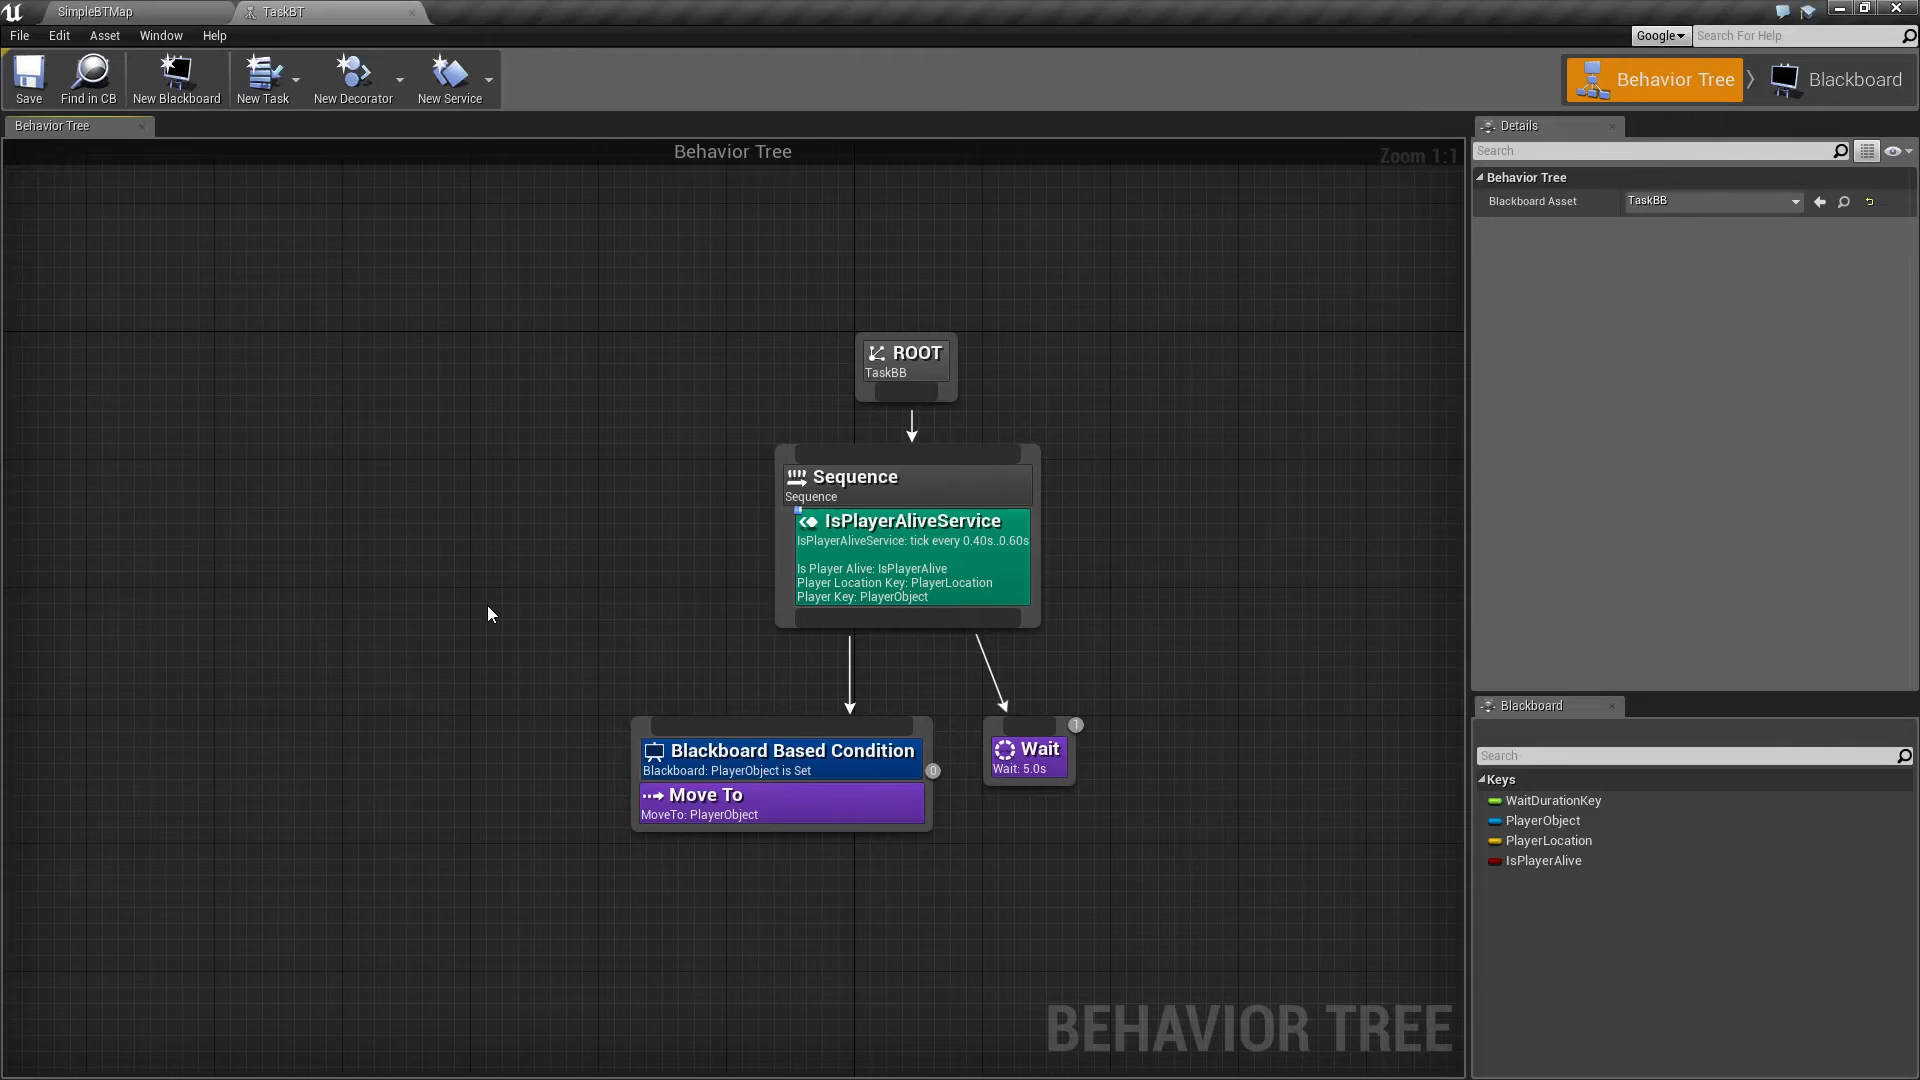 SimpleBTMap
TaskBT
File Edit Asset Window Help
Google
Search For Help
Save
Find in CB
New Blackboard
New Task
New Decorator
New Service
Behavior Tree
Blackboard
Behavior Tree
Behavior Tree
Zoom 1:1
Details
Search
Behavior Tree
Blackboard Asset
TaskBB
ROOT
TaskBB
Sequence
Sequence
IsPlayerAliveService
IsPlayerAliveService: tick every 0.40s..0.60s
Is Player Alive: IsPlayerAlive
Player Location Key: PlayerLocation
Player Key: PlayerObject
Blackboard Based Condition
Blackboard: PlayerObject is Set
0
Move To
MoveTo: PlayerObject
1
Wait
Wait: 5.0s
BEHAVIOR TREE
Blackboard
Search
Keys
WaitDurationKey
PlayerObject
PlayerLocation
IsPlayerAlive